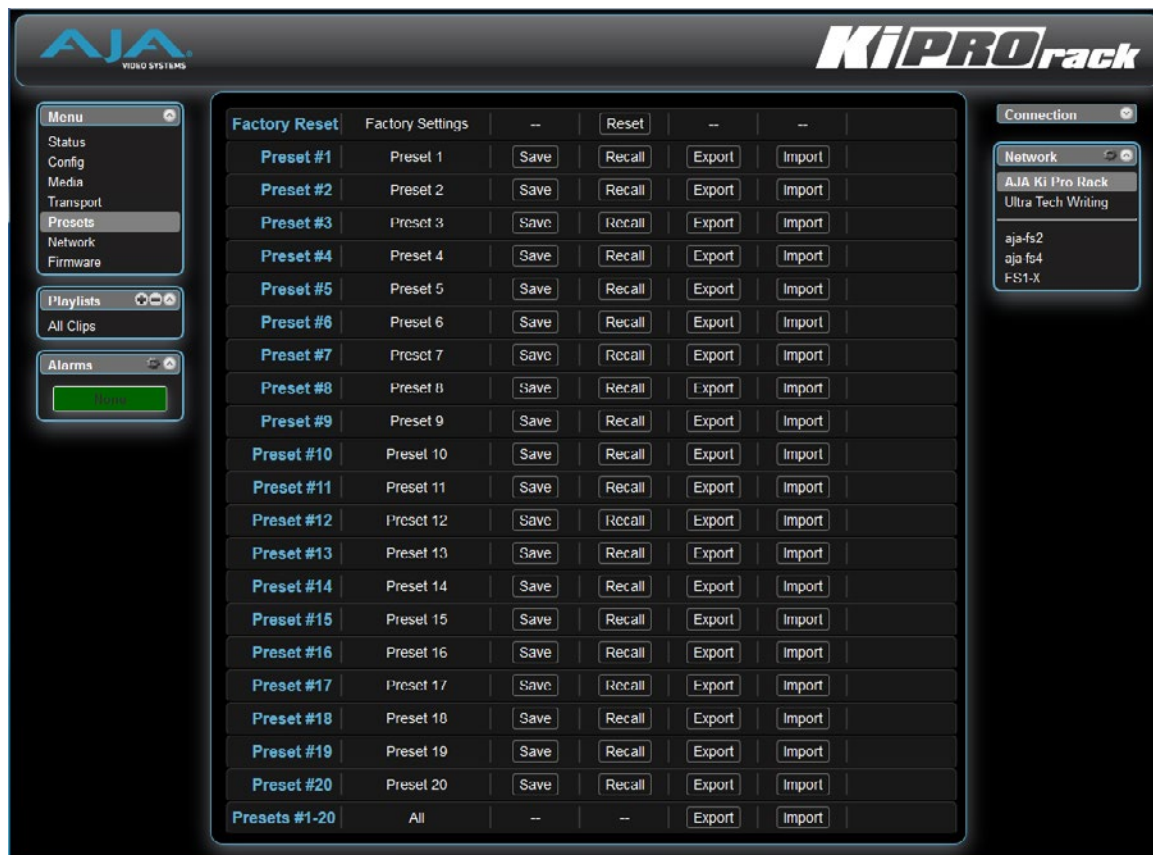 AJA
VIDEO SYSTEMS
KiPROrack
Menu
Status
Config
Media
Transport
Presets
Network
Firmware
Playlists
All Clips
Alarms
None
Factory Reset Factory Settings -- Reset -- --
Preset #1 Preset 1 Save Recall Export Import
Preset #2 Preset 2 Save Recall Export Import
Preset #3 Preset 3 Save Recall Export Import
Preset #4 Preset 4 Save Recall Export Import
Preset #5 Preset 5 Save Recall Export Import
Preset #6 Preset 6 Save Recall Export Import
Preset #7 Preset 7 Save Recall Export Import
Preset #8 Preset 8 Save Recall Export Import
Preset #9 Preset 9 Save Recall Export Import
Preset #10 Preset 10 Save Recall Export Import
Preset #11 Preset 11 Save Recall Export Import
Preset #12 Preset 12 Save Recall Export Import
Preset #13 Preset 13 Save Recall Export Import
Preset #14 Preset 14 Save Recall Export Import
Preset #15 Preset 15 Save Recall Export Import
Preset #16 Preset 16 Save Recall Export Import
Preset #17 Preset 17 Save Recall Export Import
Preset #18 Preset 18 Save Recall Export Import
Preset #19 Preset 19 Save Recall Export Import
Preset #20 Preset 20 Save Recall Export Import
Presets #1-20 All -- -- Export Import
Connection
Network
AJA Ki Pro Rack
Ultra Tech Writing
aja-fs2
aja-fs4
FS1-X